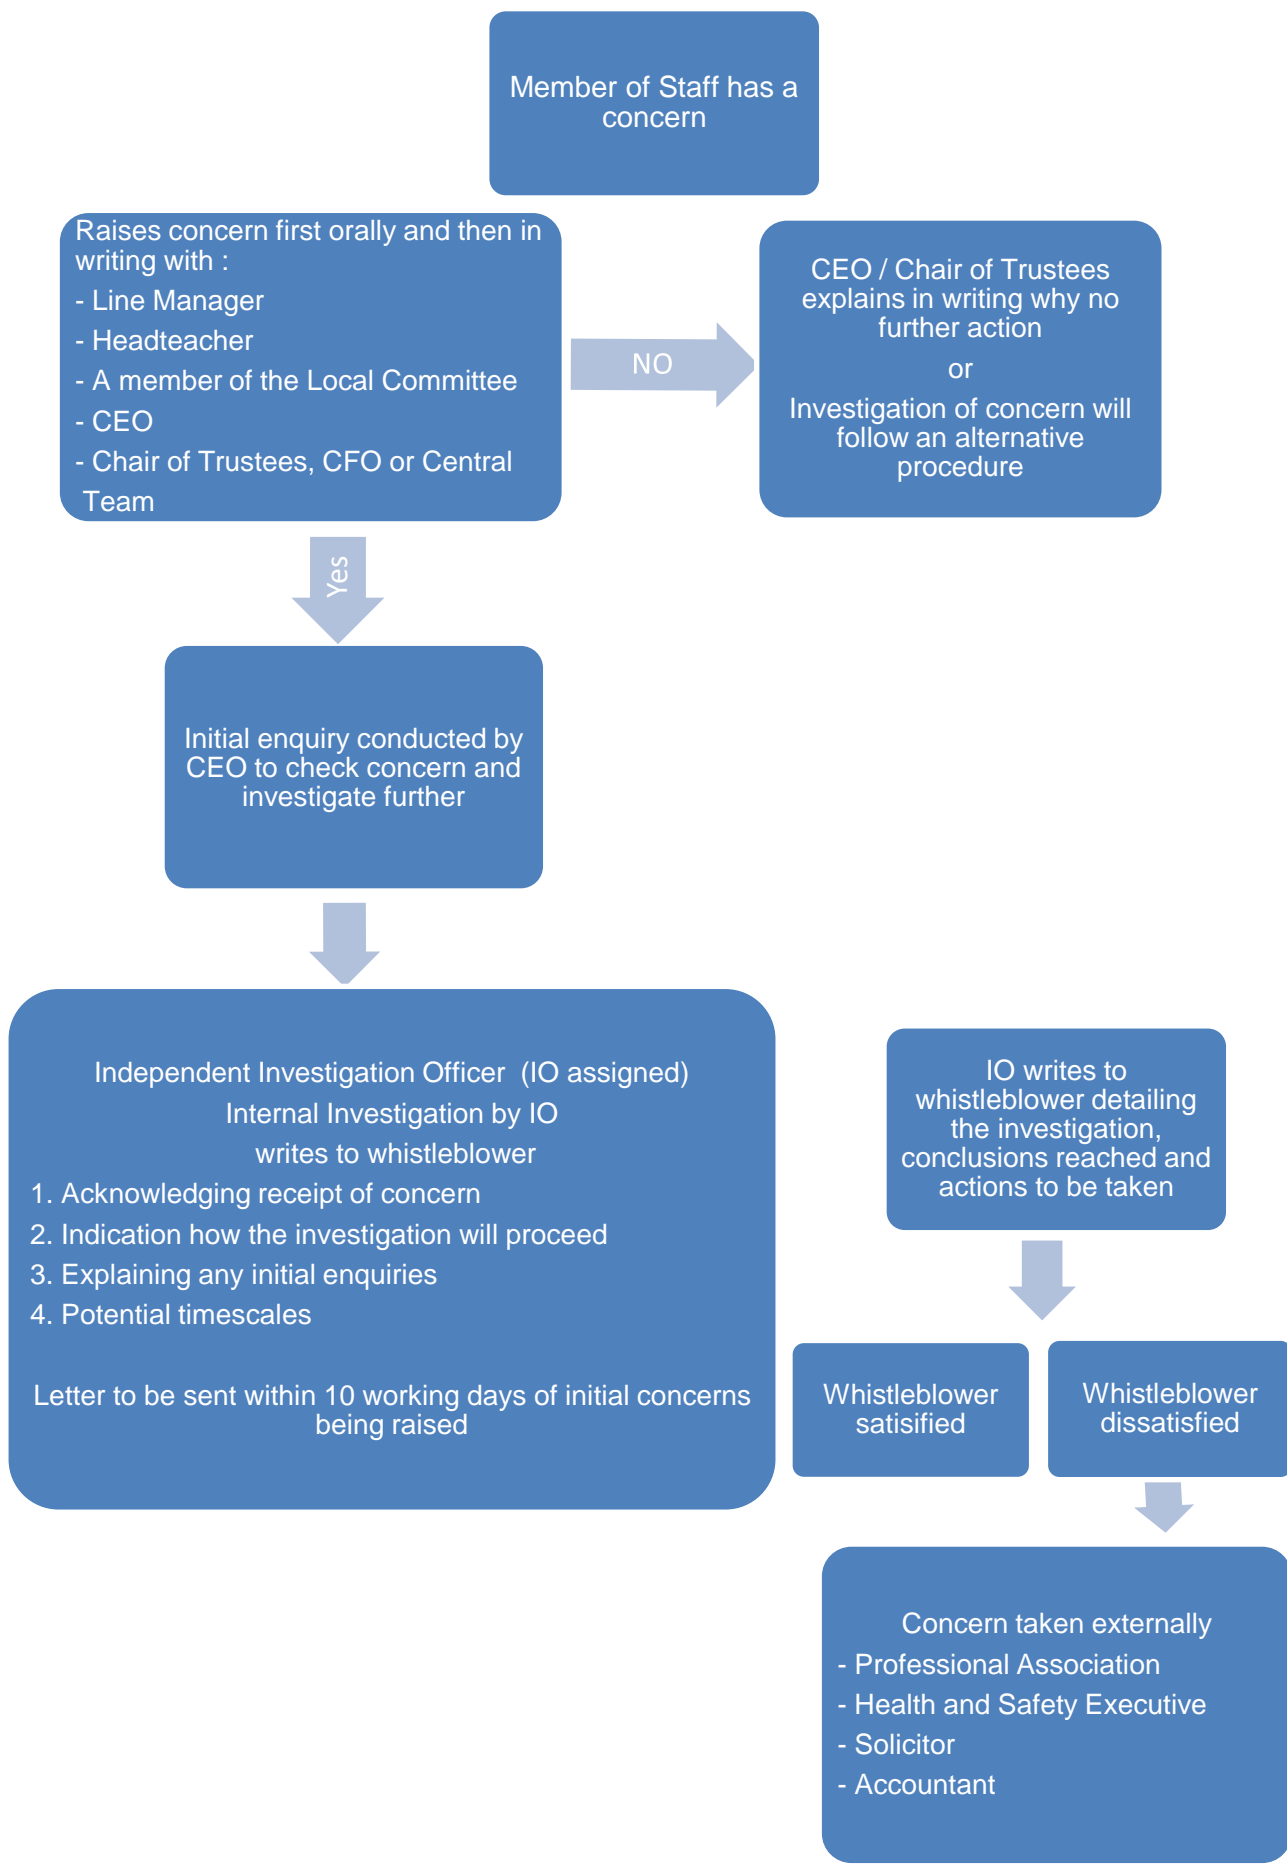 Member of Staff has a
concern
Raises concern first orally and then in
writing with :
- Line Manager
- Headteacher
- A member of the Local Committee
- CEO
- Chair of Trustees, CFO or Central
Team
NO
CEO / Chair of Trustees
explains in writing why no
further action
or
Investigation of concern will
follow an alternative
procedure
Yes
Initial enquiry conducted by
CEO to check concern and
investigate further
Independent Investigation Officer (IO assigned)
Internal Investigation by IO
writes to whistleblower
1. Acknowledging receipt of concern
2. Indication how the investigation will proceed
3. Explaining any initial enquiries
4. Potential timescales
Letter to be sent within 10 working days of initial concerns
being raised
IO writes to
whistleblower detailing
the investigation,
conclusions reached and
actions to be taken
Whistleblower
satisified
Whistleblower
dissatisfied
Concern taken externally
- Professional Association
- Health and Safety Executive
- Solicitor
- Accountant